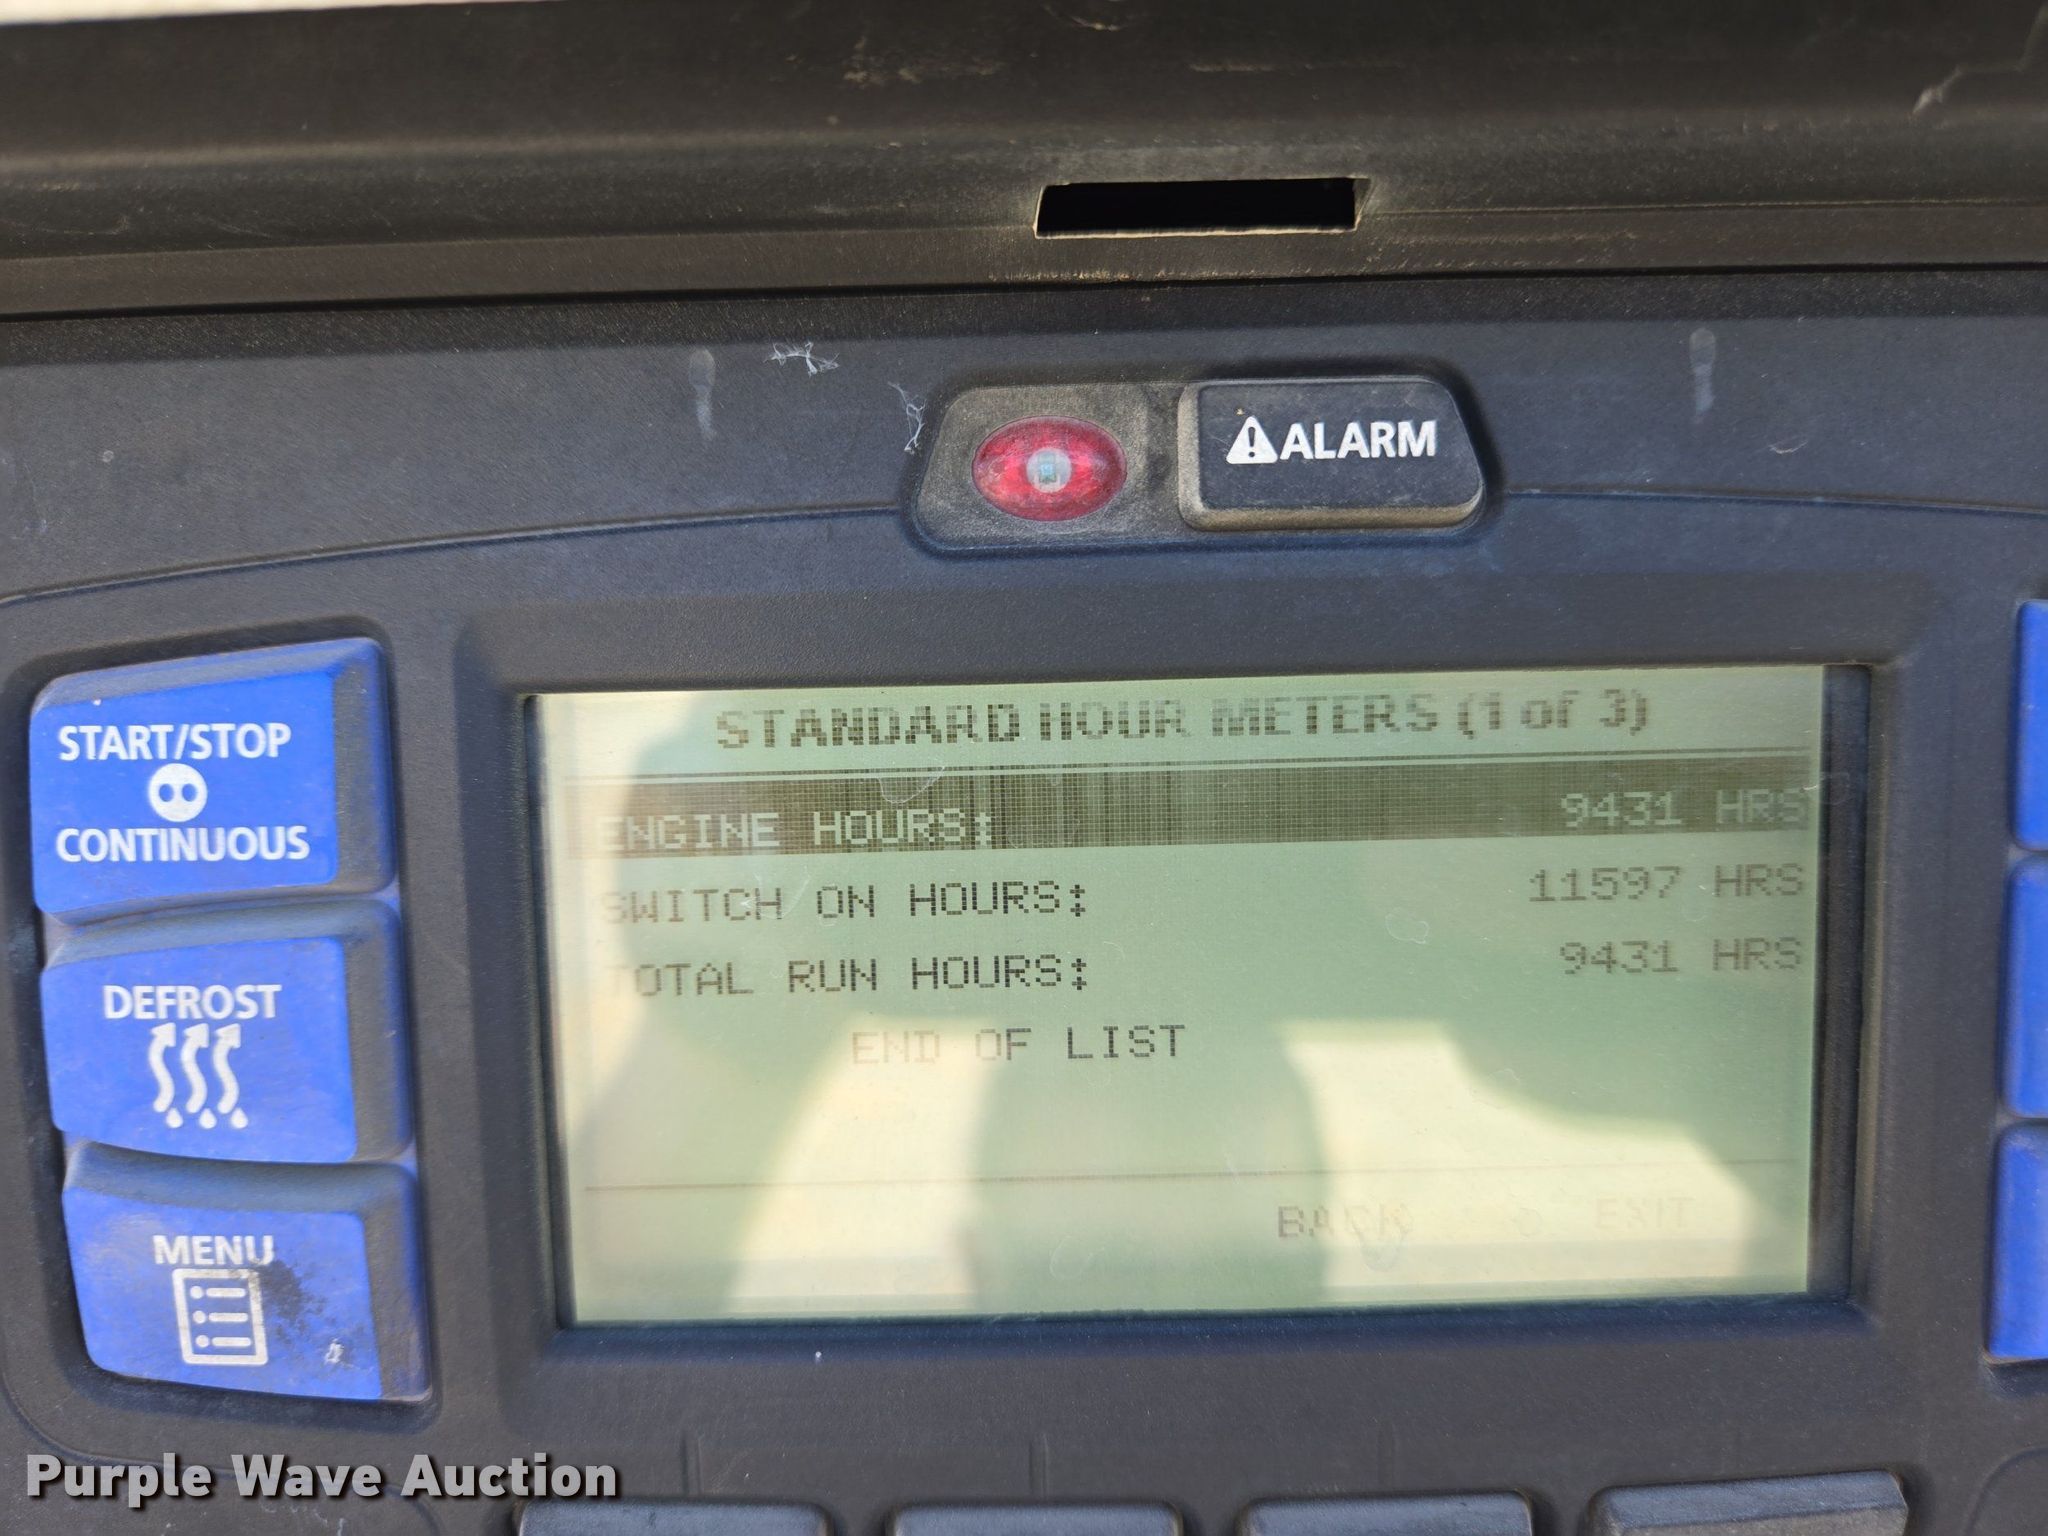 ALARM
START/STOP
CONTINUOUS
DEFROST
MENU
STANDARD HOUR METERS (1 of 3)
ENGINE HOURS: 9431 HRS
SWITCH ON HOURS: 11597 HRS
TOTAL RUN HOURS: 9431 HRS
END OF LIST
BACK EXIT
Purple Wave Auction